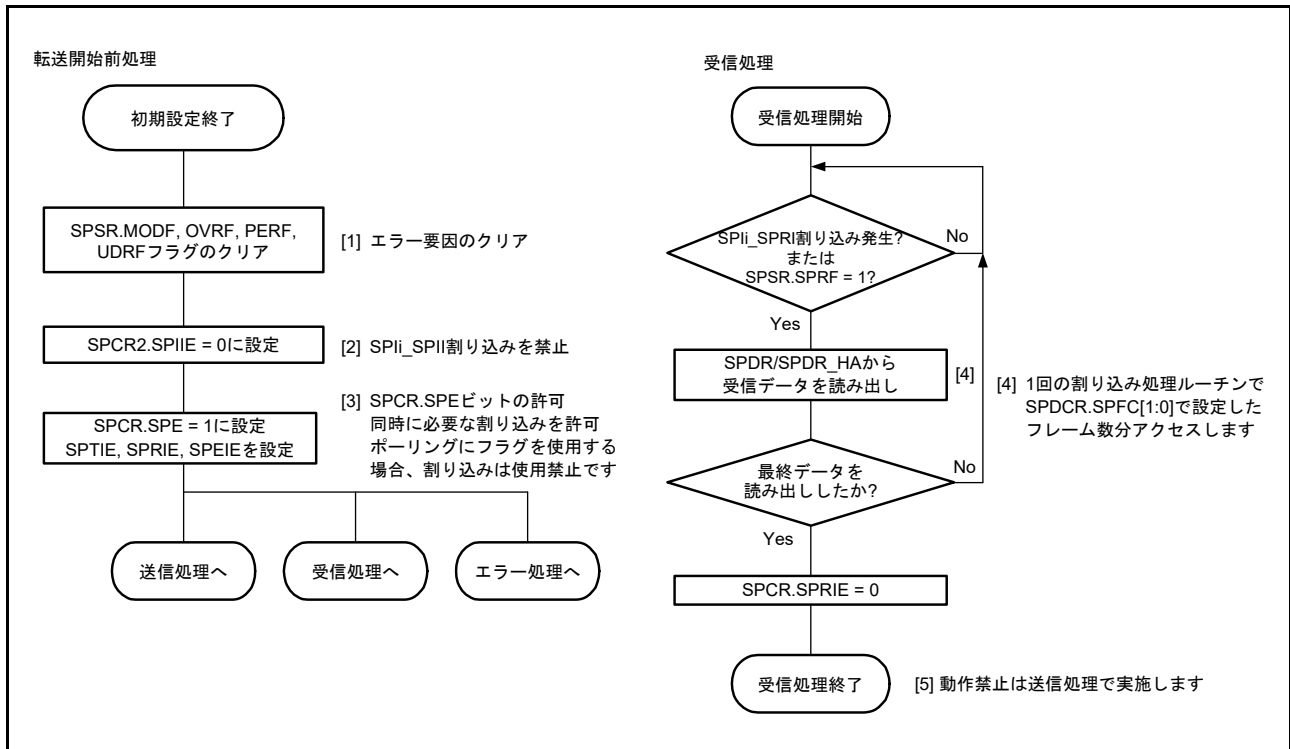 転送開始前処理
初期設定終了
SPSR.MODF, OVRF, PERF,
UDRFフラグのクリア
[1] エラー要因のクリア
SPCR2.SPIIE = 0に設定
[2] SPIi_SPII割り込みを禁止
SPCR.SPE = 1に設定
SPTIE, SPRIE, SPEIEを設定
[3] SPCR.SPEビットの許可
同時に必要な割り込みを許可
ポーリングにフラグを使用する
場合、割り込みは使用禁止です
送信処理へ
受信処理へ
エラー処理へ
受信処理
受信処理開始
SPIi_SPRI割り込み発生?
または
SPSR.SPRF = 1?
No
Yes
SPDR/SPDR_HAから
受信データを読み出し
[4]
[4] 1回の割り込み処理ルーチンで
SPDCR.SPFC[1:0]で設定した
フレーム数分アクセスします
最終データを
読み出ししたか?
No
Yes
SPCR.SPRIE = 0
受信処理終了
[5] 動作禁止は送信処理で実施します